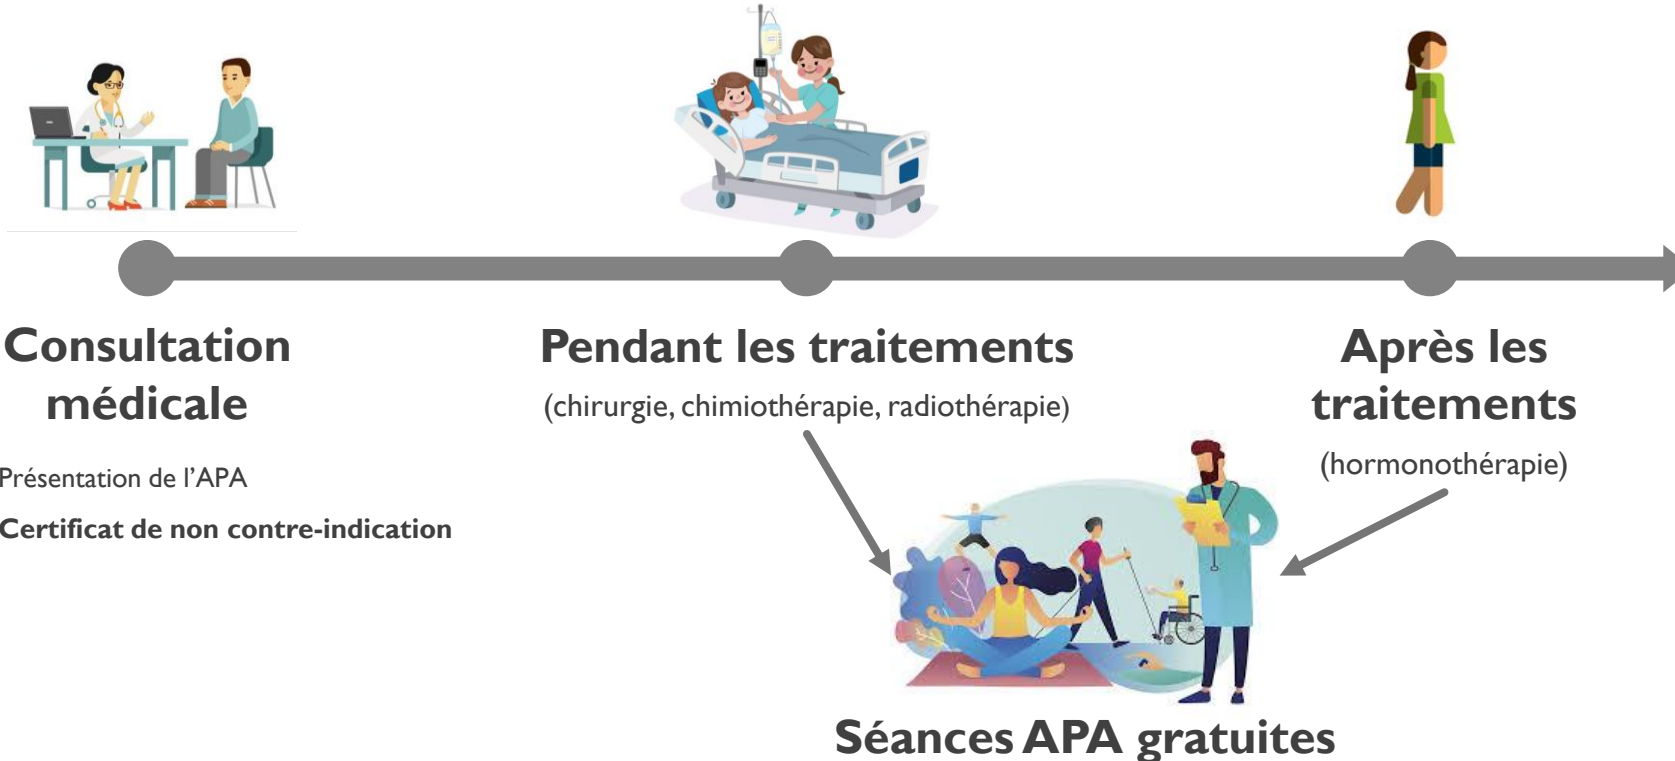 Consultation
médicale
Présentation de l’APA
Certificat de non contre-indication
Pendant les traitements
(chirurgie, chimiothérapie, radiothérapie)
Après les
traitements
(hormonothérapie)
Séances APA gratuites